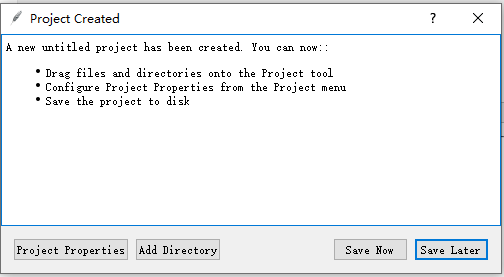 Project Created
?
A new untitled project has been created. You can now::
• Drag files and directories onto the Project tool
• Configure Project Properties from the Project menu
• Save the project to disk
Project Properties Add Directory Save Now Save Later